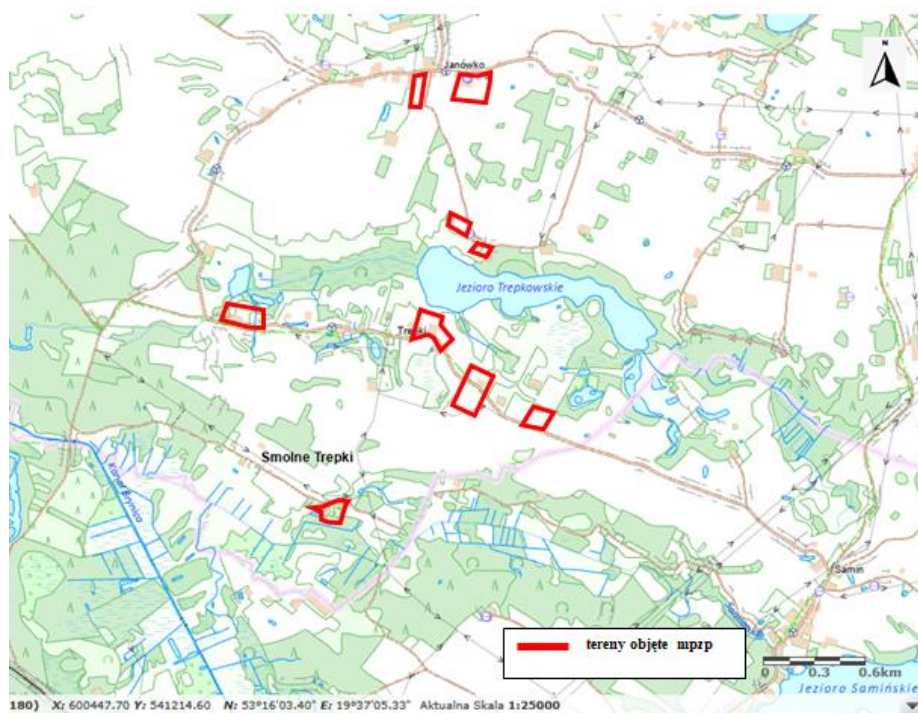 N
Janówko
Jezioro Trepkowskie
Trepki
Smolne Trepki
Kanał Brynica
Samin
tereny objęte mpzp
0 0.3 0.6km
Jezioro Samińskie
180) X: 600447.70 Y: 541214.60 N: 53°16'03.40" E: 19°37'05.33" Aktualna Skala 1:25000